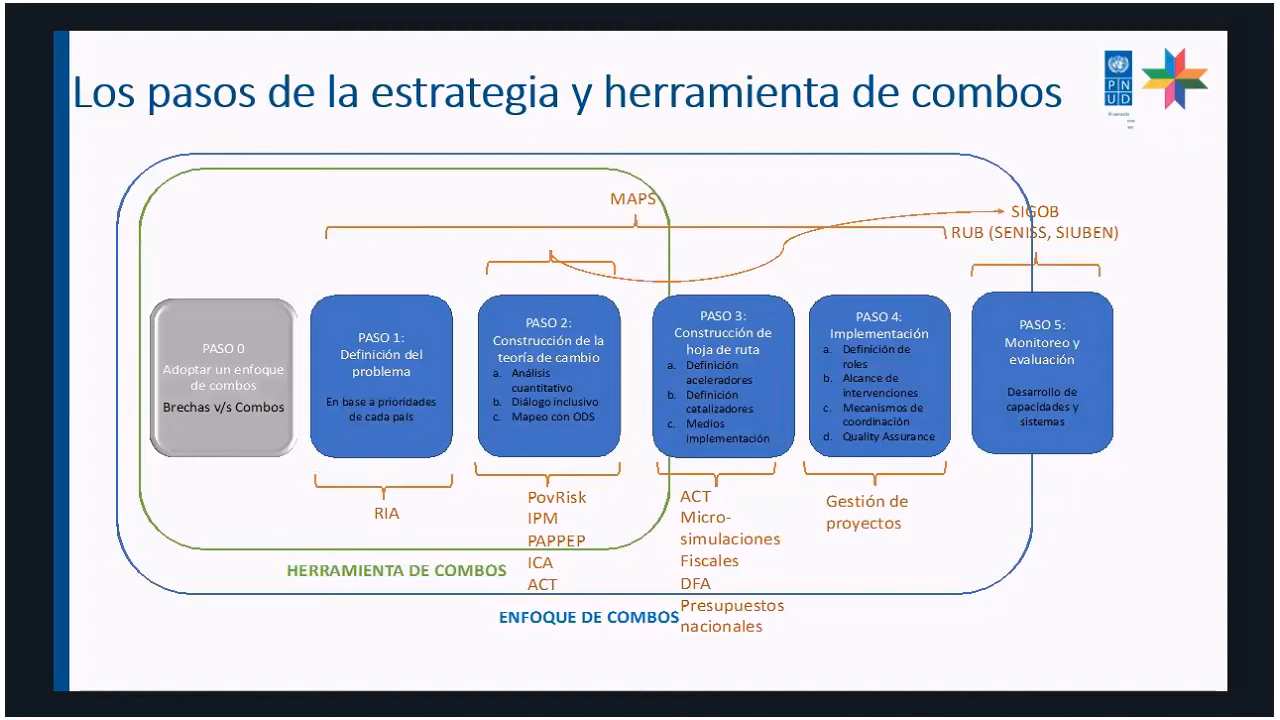 Los pasos de la estrategia y herramienta de combos
P N
U D
MAPS
SIGOB
RUB (SENISS, SIUBEN)
PASO 0
Adoptar un enfoque
de combos
Brechas v/s Combos
PASO 1:
Definición del
problema
En base a prioridades
de cada país
PASO 2:
Construcción de la
teoría de cambio
a. Análisis
cuantitativo
b. Diálogo inclusivo
c. Mapeo con ODS
PASO 3:
Construcción de
hoja de ruta
a. Definición
aceleradores
b. Definición
catalizadores
c. Medios
implementación
PASO 4:
Implementación
a. Definición de
roles
b. Alcance de
intervenciones
c. Mecanismos de
coordinación
d. Quality Assurance
PASO 5:
Monitoreo y
evaluación
Desarrollo de
capacidades y
sistemas
RIA
PovRisk
IPM
PAPPEP
ICA
ACT
ACT
Micro-
simulaciones
Fiscales
DFA
Presupuestos
nacionales
Gestión de
proyectos
HERRAMIENTA DE COMBOS
ENFOQUE DE COMBOS